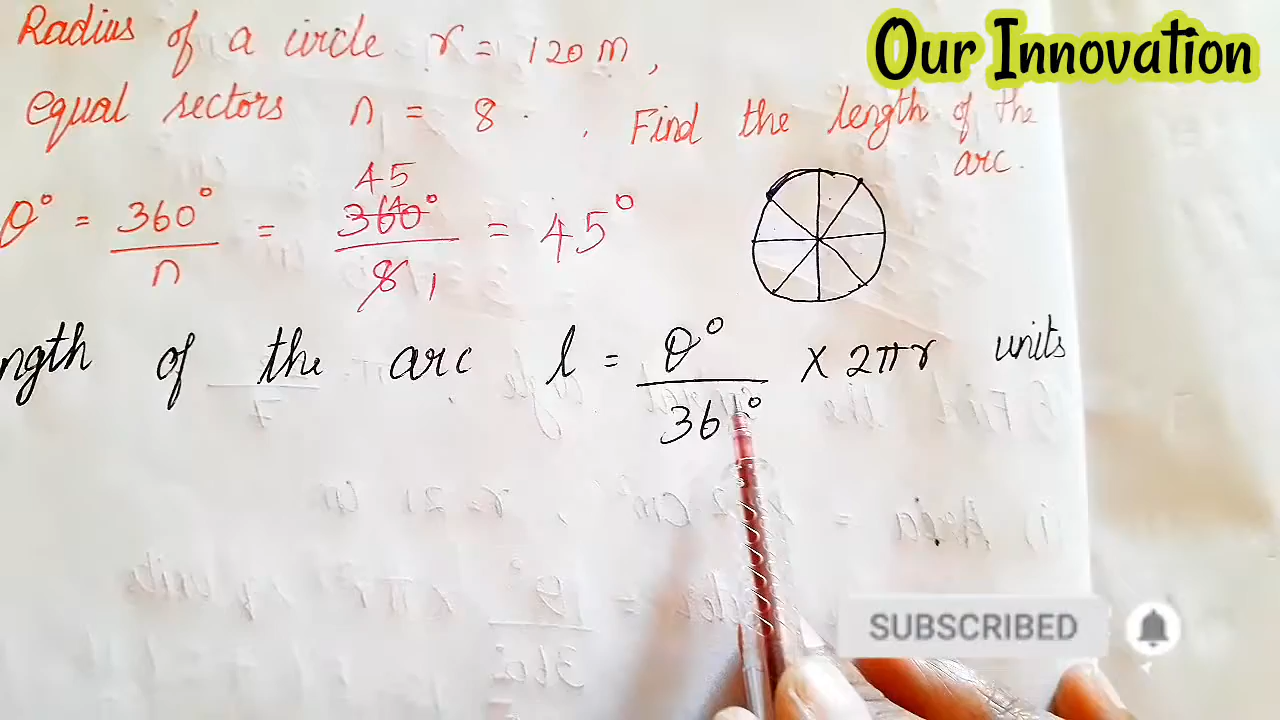 Our Innovation
Radius of a circle r = 120 m,
equal sectors n = 8. Find the length of the
arc.
θ° = 360° / n = 360° / 8 = 45°
45
1
ngth of the arc l = θ° / 360° × 2πr units
SUBSCRIBED